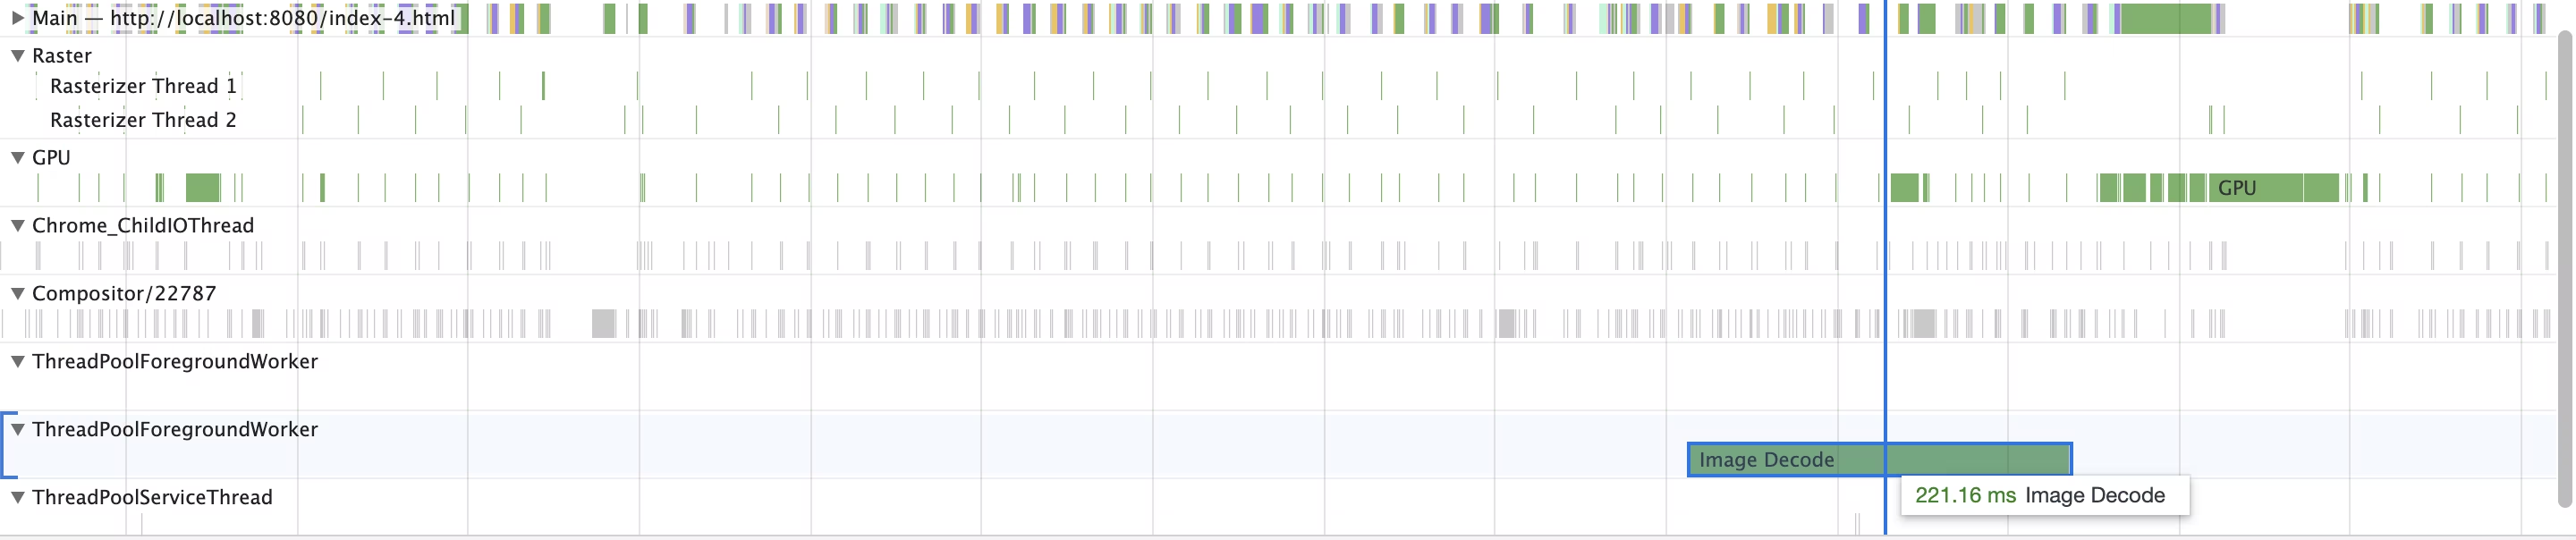 Main — http://localhost:8080/index-4.html
Raster
Rasterizer Thread 1
Rasterizer Thread 2
GPU
GPU
Chrome_ChildIOThread
Compositor/22787
ThreadPoolForegroundWorker
ThreadPoolForegroundWorker
Image Decode
221.16 ms Image Decode
ThreadPoolServiceThread